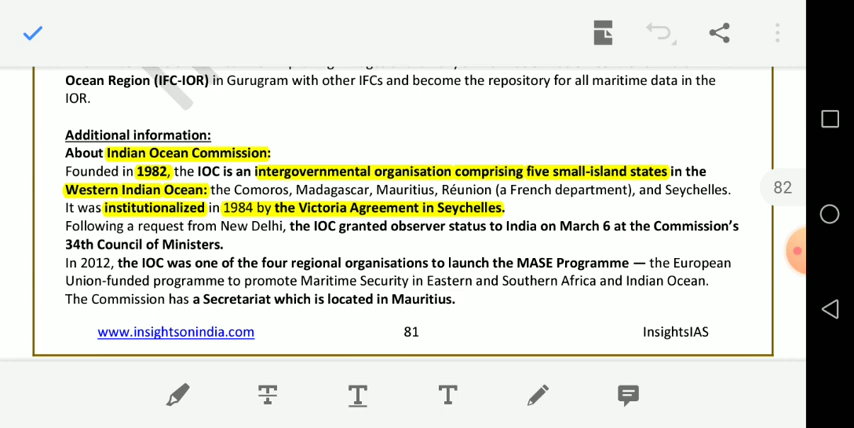 Ocean Region (IFC-IOR) in Gurugram with other IFCs and become the repository for all maritime data in the
IOR.
Additional information:
About Indian Ocean Commission:
Founded in 1982, the IOC is an intergovernmental organisation comprising five small-island states in the
Western Indian Ocean: the Comoros, Madagascar, Mauritius, Réunion (a French department), and Seychelles.
82
It was institutionalized in 1984 by the Victoria Agreement in Seychelles.
Following a request from New Delhi, the IOC granted observer status to India on March 6 at the Commission's
34th Council of Ministers.
In 2012, the IOC was one of the four regional organisations to launch the MASE Programme — the European
Union-funded programme to promote Maritime Security in Eastern and Southern Africa and Indian Ocean.
The Commission has a Secretariat which is located in Mauritius.
www.insightsonindia.com 81 InsightsIAS
T T T